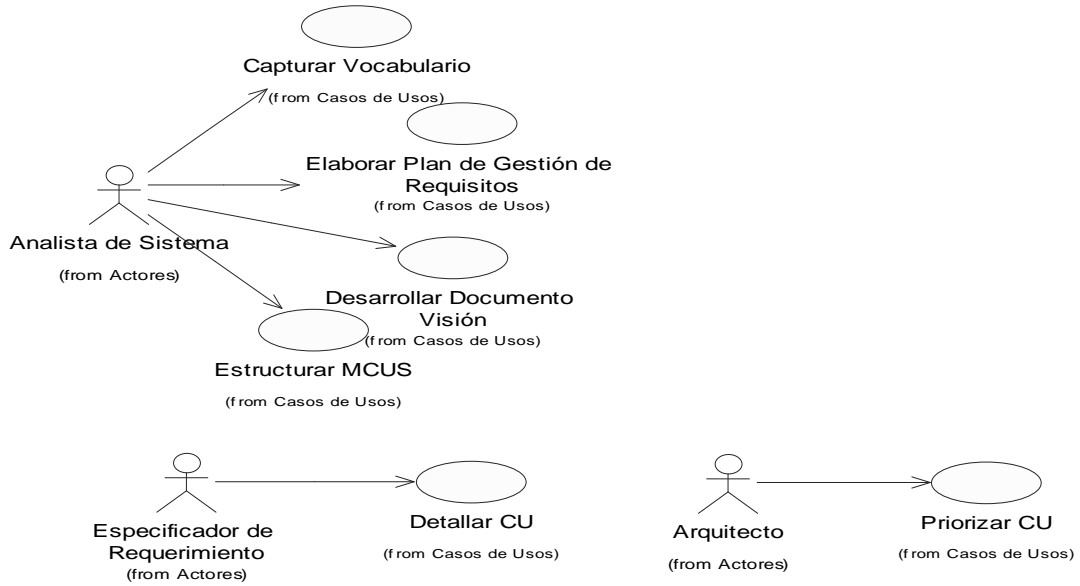 Capturar Vocabulario
(from Casos de Usos)
Elaborar Plan de Gestión de
Requisitos
(from Casos de Usos)
Analista de Sistema
(from Actores)
Desarrollar Documento
Visión
(from Casos de Usos)
Estructurar MCUS
(from Casos de Usos)
Especificador de
Requerimiento
(from Actores)
Detallar CU
(from Casos de Usos)
Arquitecto
(from Actores)
Priorizar CU
(from Casos de Usos)